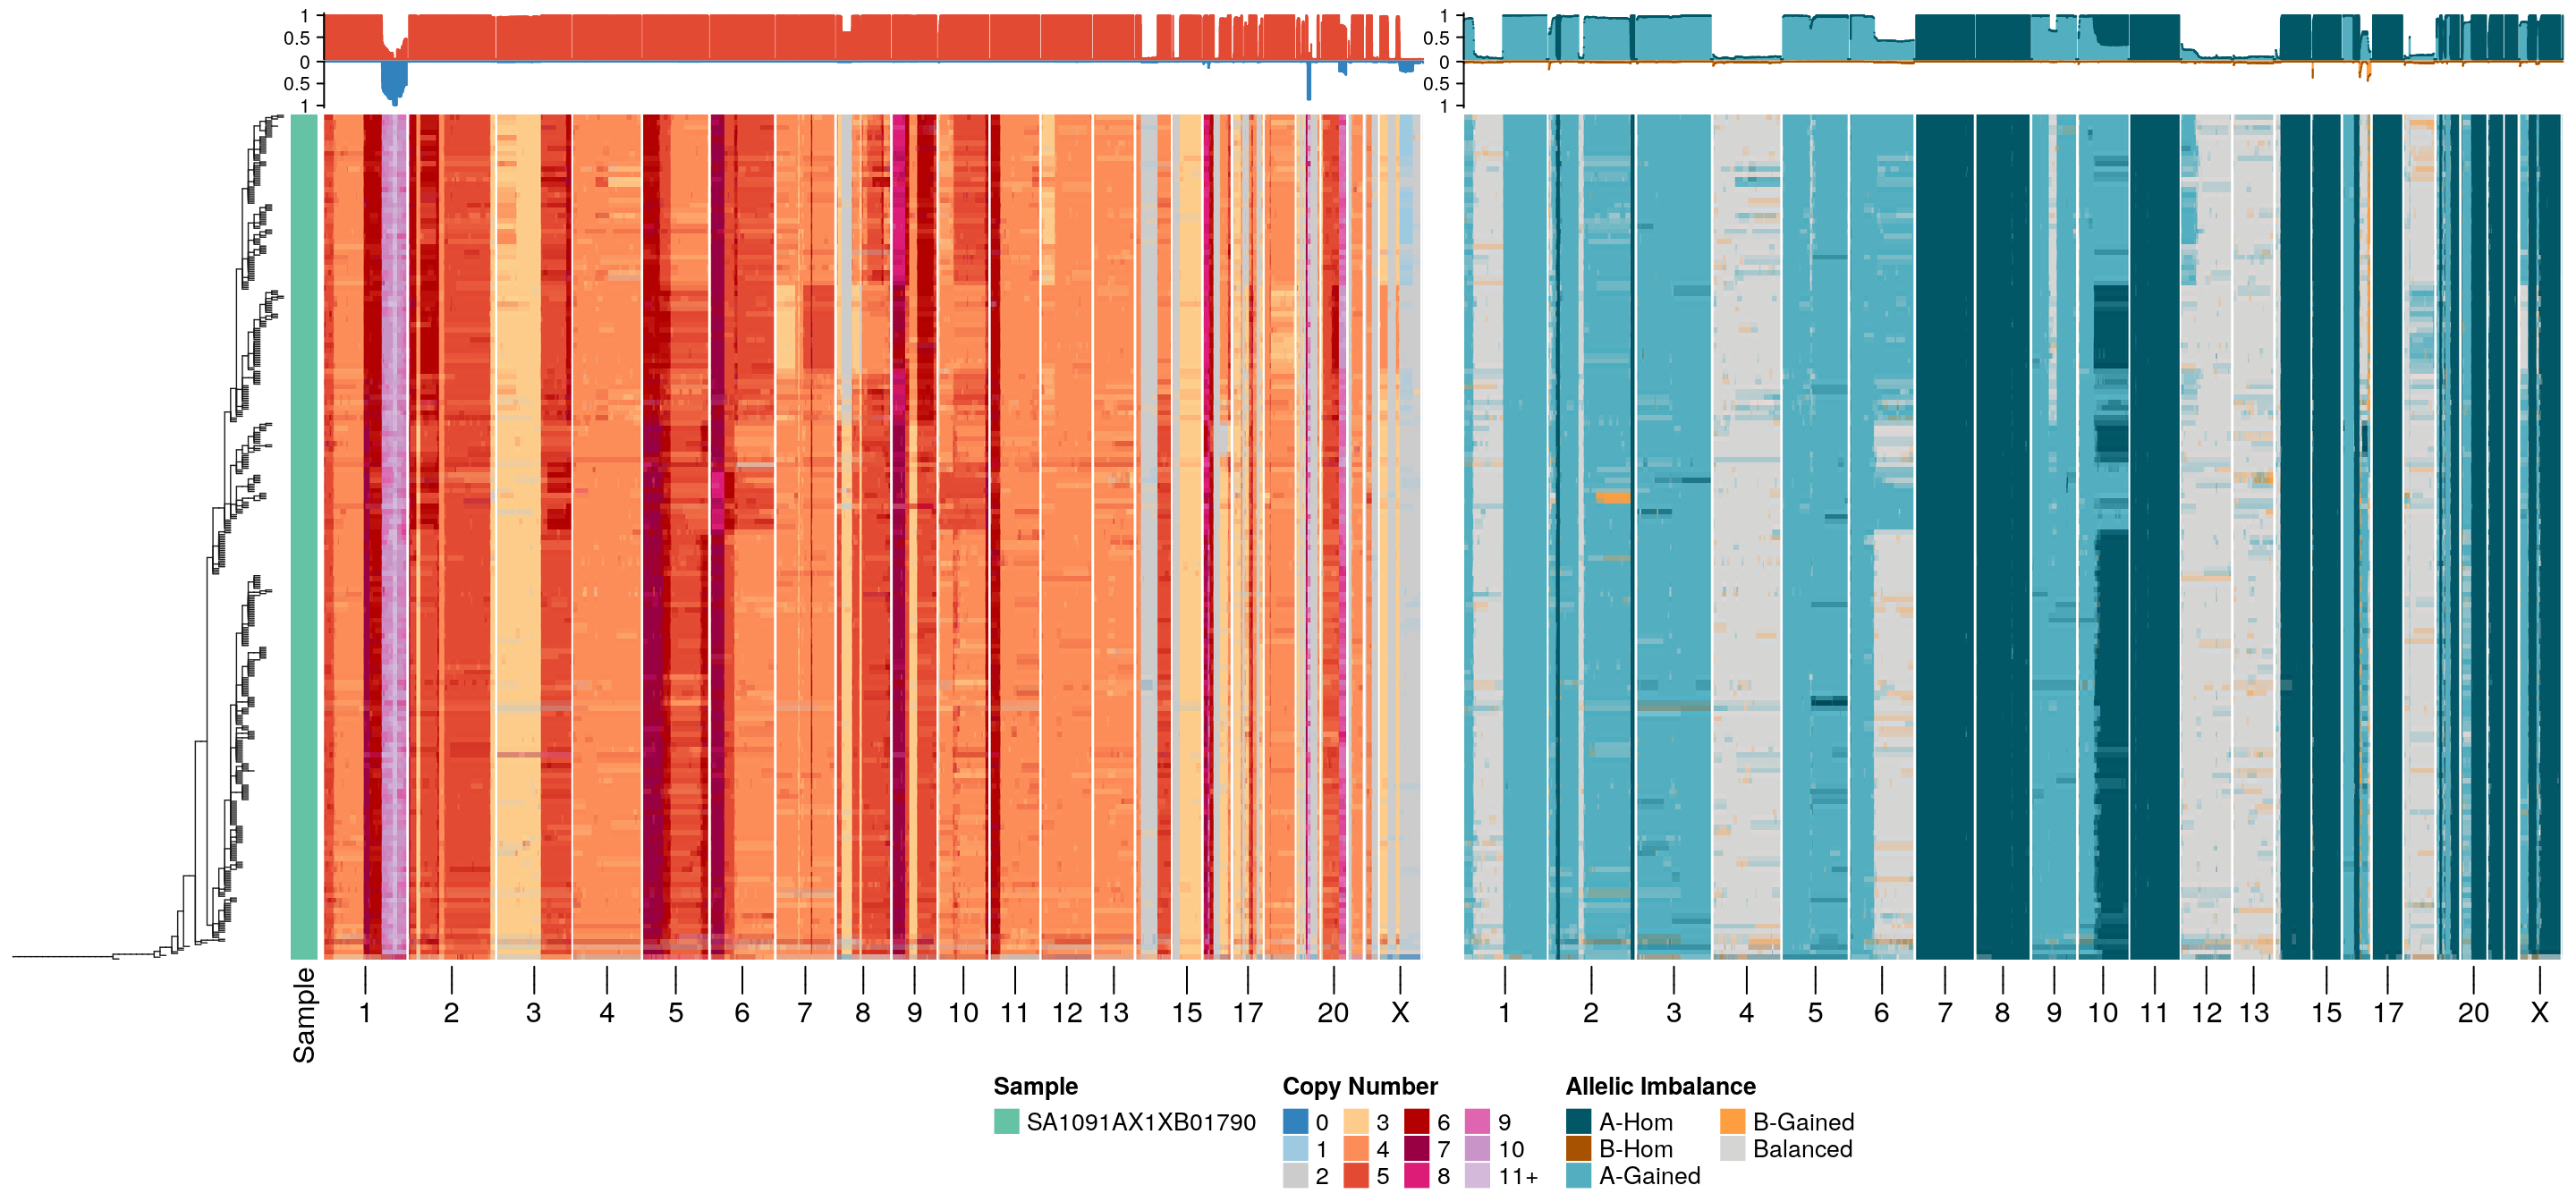 1 1
0.5 0.5
0 0
0.5 0.5
1 1
Sample
1 2 3 4 5 6 7 8 9 10 11 12 13 15 17 20 X
1 2 3 4 5 6 7 8 9 10 11 12 13 15 17 20 X
Sample
SA1091AX1XB01790
Copy Number
0 3 6 9
1 4 7 10
2 5 8 11+
Allelic Imbalance
A-Hom B-Gained
B-Hom Balanced
A-Gained